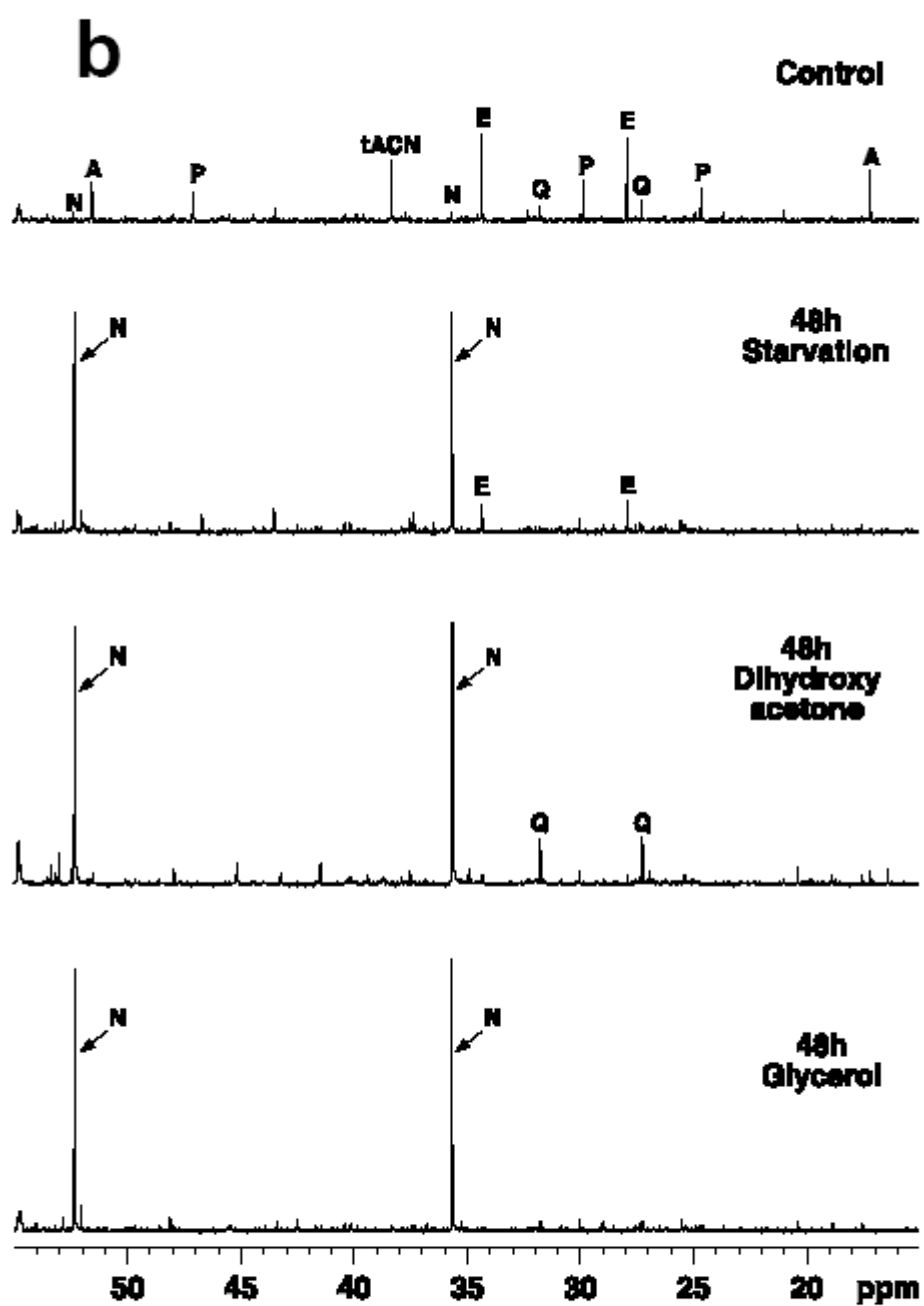 b
Control
N A P tACN N E Q P E Q P A
48h
Starvation
N N E E
48h
Dihydroxy
acetone
N N Q Q
48h
Glycerol
N N
50 45 40 35 30 25 20 ppm